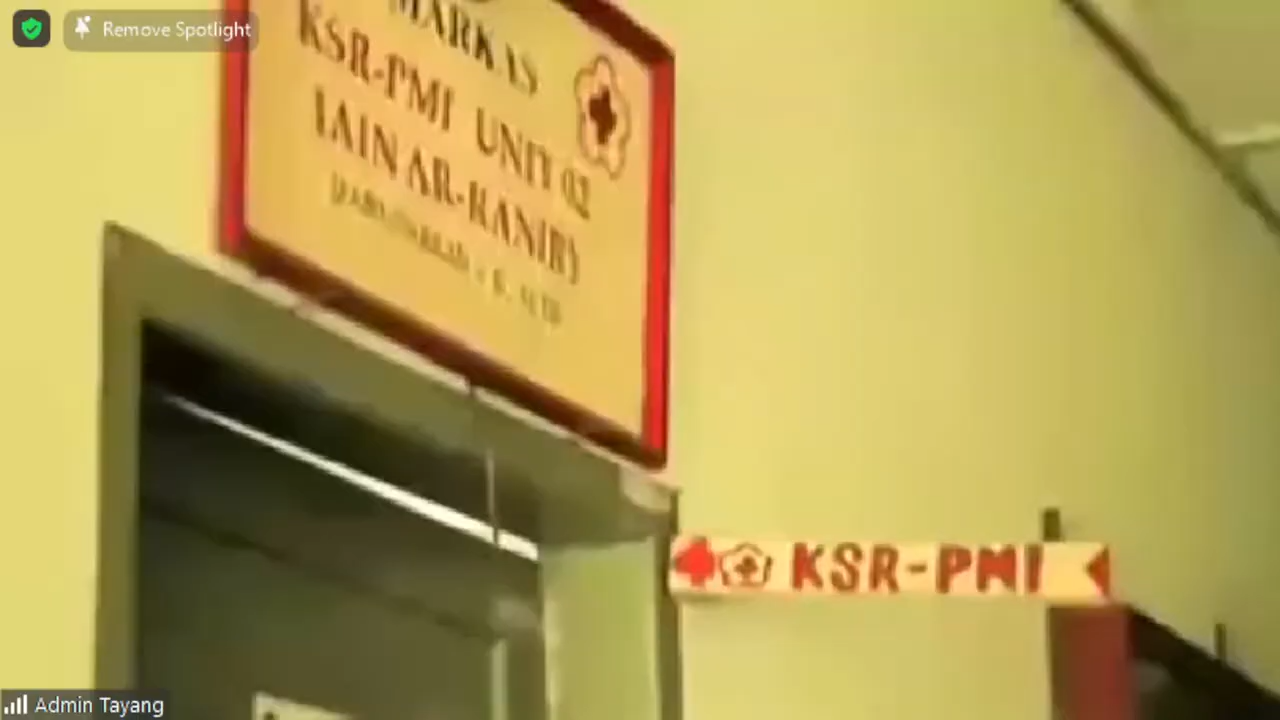 Remove Spotlight
MARKAS
KSR-PMI UNIT 02
IAIN AR-RANIRY
KSR-PMI
Admin Tayang